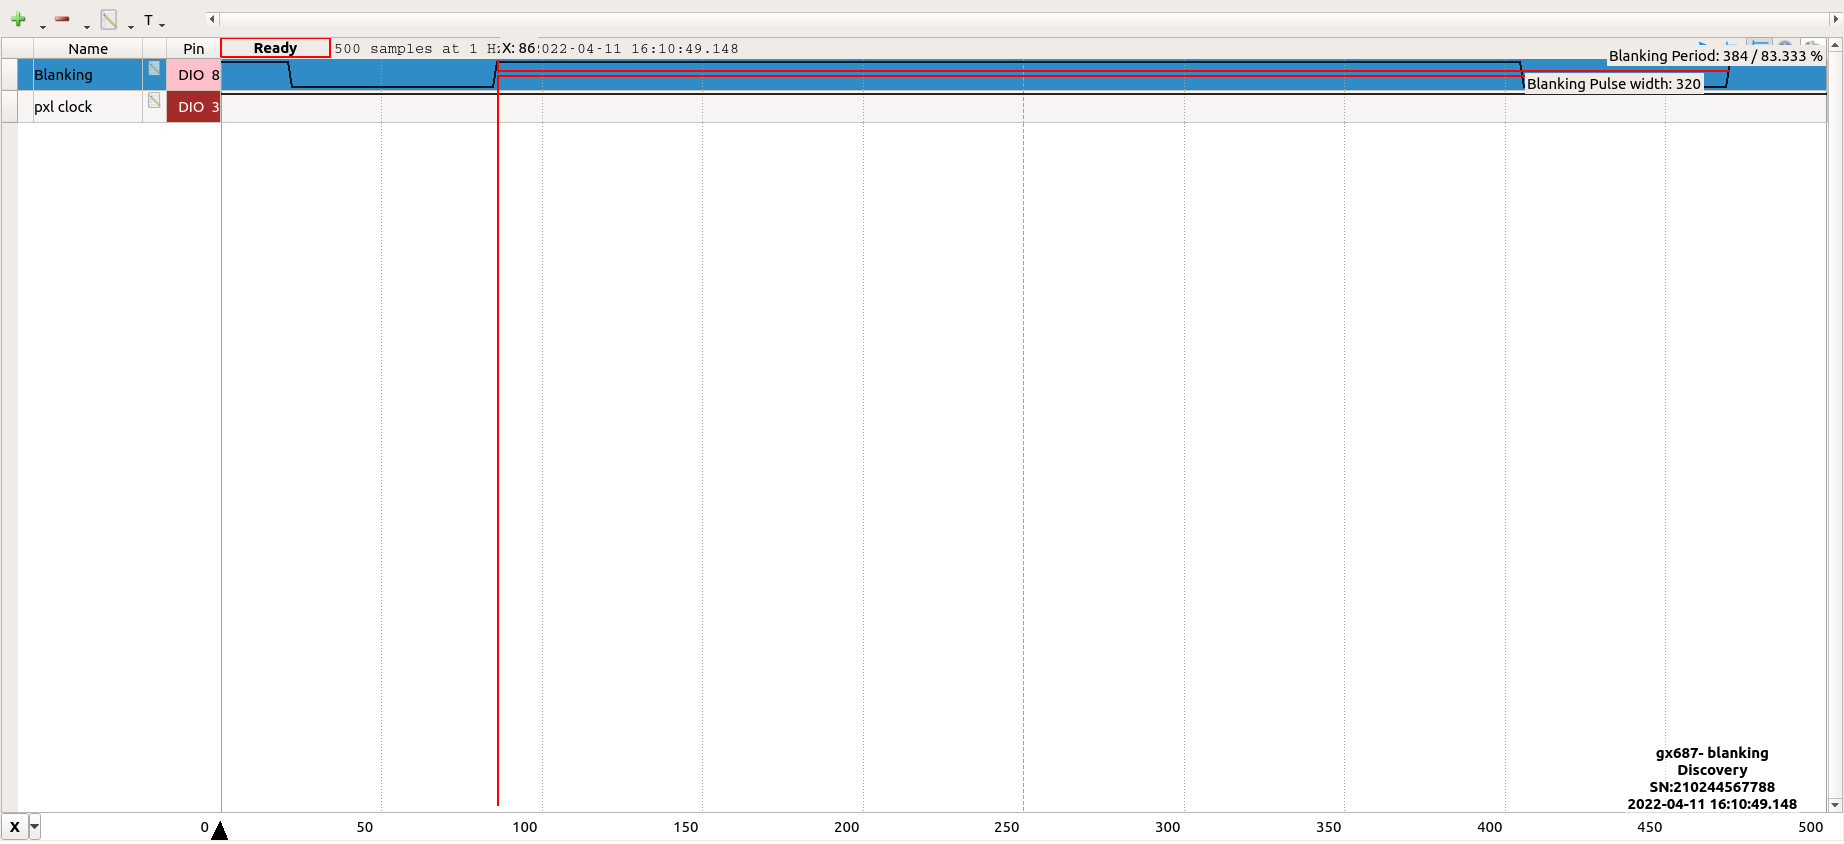 T
Name Pin Ready 500 samples at 1 H X: 86 022-04-11 16:10:49.148
Blanking Period: 384 / 83.333 %
Blanking DIO 8
Blanking Pulse width: 320
pxl clock DIO 3
gx687- blanking
Discovery
SN:210244567788
2022-04-11 16:10:49.148
X 0 50 100 150 200 250 300 350 400 450 500